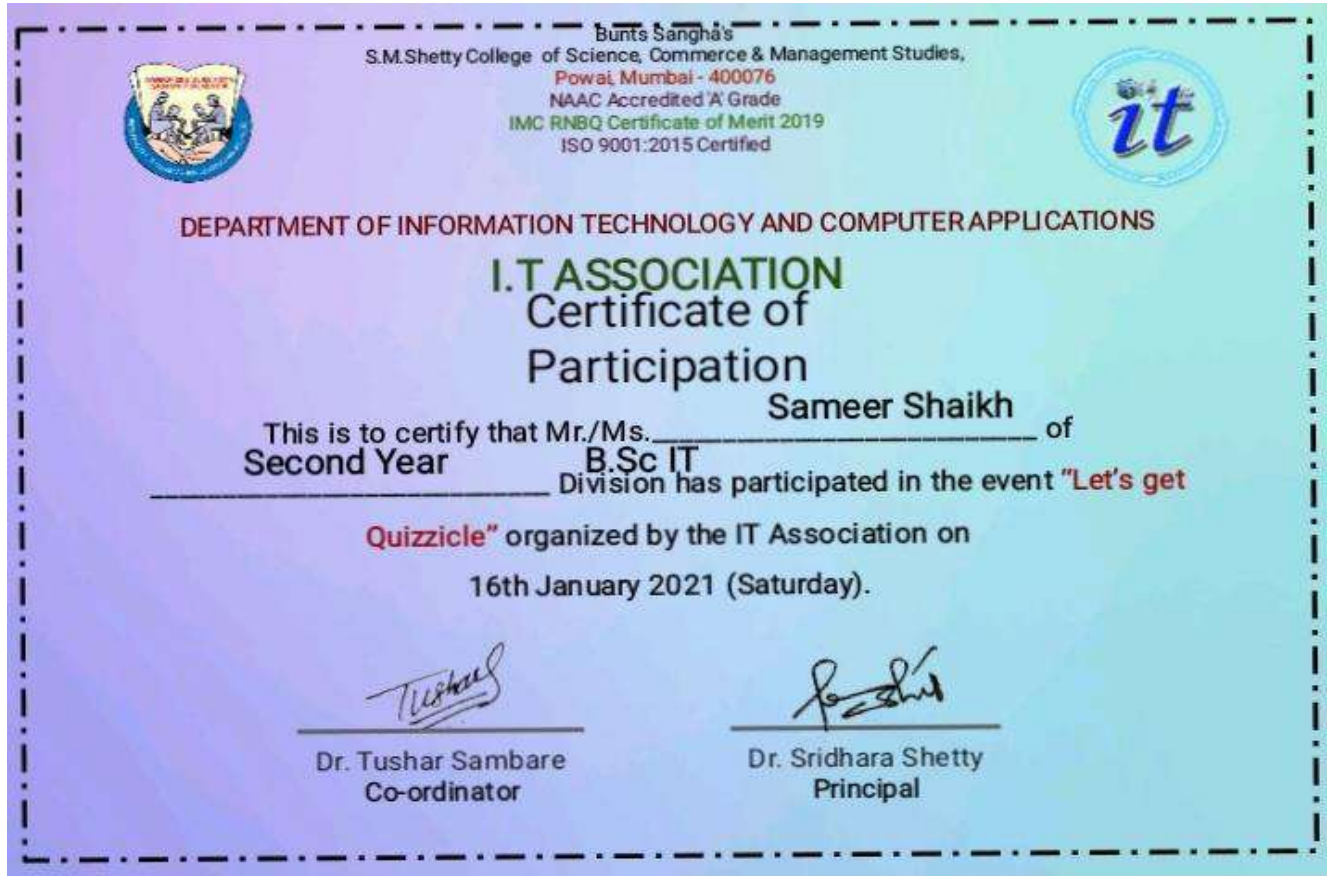 Bunts Sangha's
S.M.Shetty College of Science, Commerce & Management Studies,
Powai, Mumbai - 400076
NAAC Accredited 'A' Grade
IMC RNBQ Certificate of Merit 2019
ISO 9001:2015 Certified
it
DEPARTMENT OF INFORMATION TECHNOLOGY AND COMPUTER APPLICATIONS
I.T ASSOCIATION
Certificate of
Participation
Sameer Shaikh
This is to certify that Mr./Ms.____________________________ of
Second Year B.Sc IT
____________________________ Division has participated in the event "Let's get
Quizzicle" organized by the IT Association on
16th January 2021 (Saturday).
Tushar
Dr. Tushar Sambare Dr. Sridhara Shetty
Co-ordinator Principal